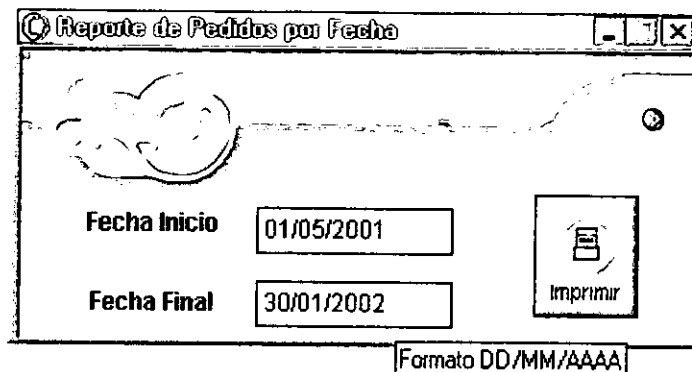 Reporte de Pedidos por Fecha
Fecha Inicio 01/05/2001
Fecha Final 30/01/2002
Imprimir
Formato DD/MM/AAAA